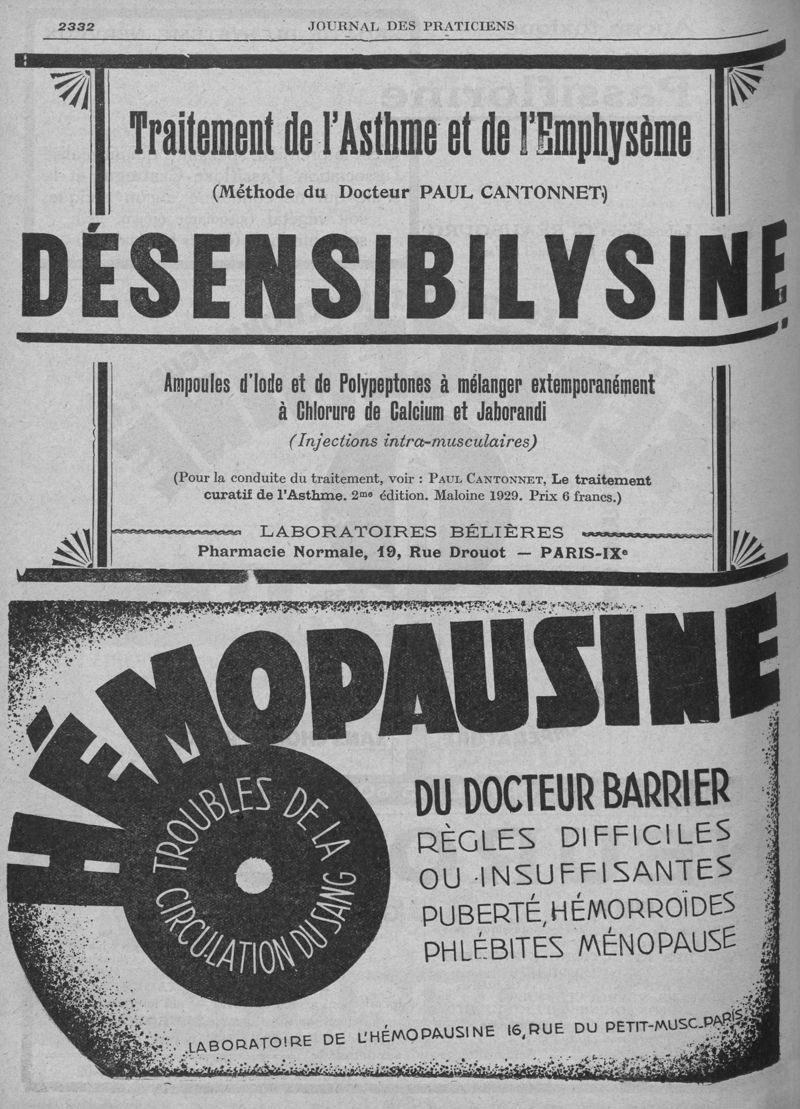 2332
JOURNAL DES PRATICIENS
Traitement de l'Asthme et de l'Emphysème
(Méthode du Docteur PAUL CANTONNET)
DÉSENSIBILYSINE
Ampoules d'Iode et de Polypeptones à mélanger extemporanément
à Chlorure de Calcium et Jaborandi
(Injections intra-musculaires)
(Pour la conduite du traitement, voir : PAUL CANTONNET, Le traitement
curatif de l'Asthme. 2me édition. Maloine 1929. Prix 6 francs.)
LABORATOIRES BÉLIÈRES
Pharmacie Normale, 19, Rue Drouot — PARIS-IXe
HÉMOPAUSINE
TROUBLES DE LA
CIRCULATION DU SANG
DU DOCTEUR BARRIER
RÈGLES DIFFICILES
OU INSUFFISANTES
PUBERTÉ, HÉMORROÏDES
PHLÉBITES MÉNOPAUSE
LABORATOIRE DE L'HÉMOPAUSINE 16, RUE DU PETIT-MUSC_PARIS